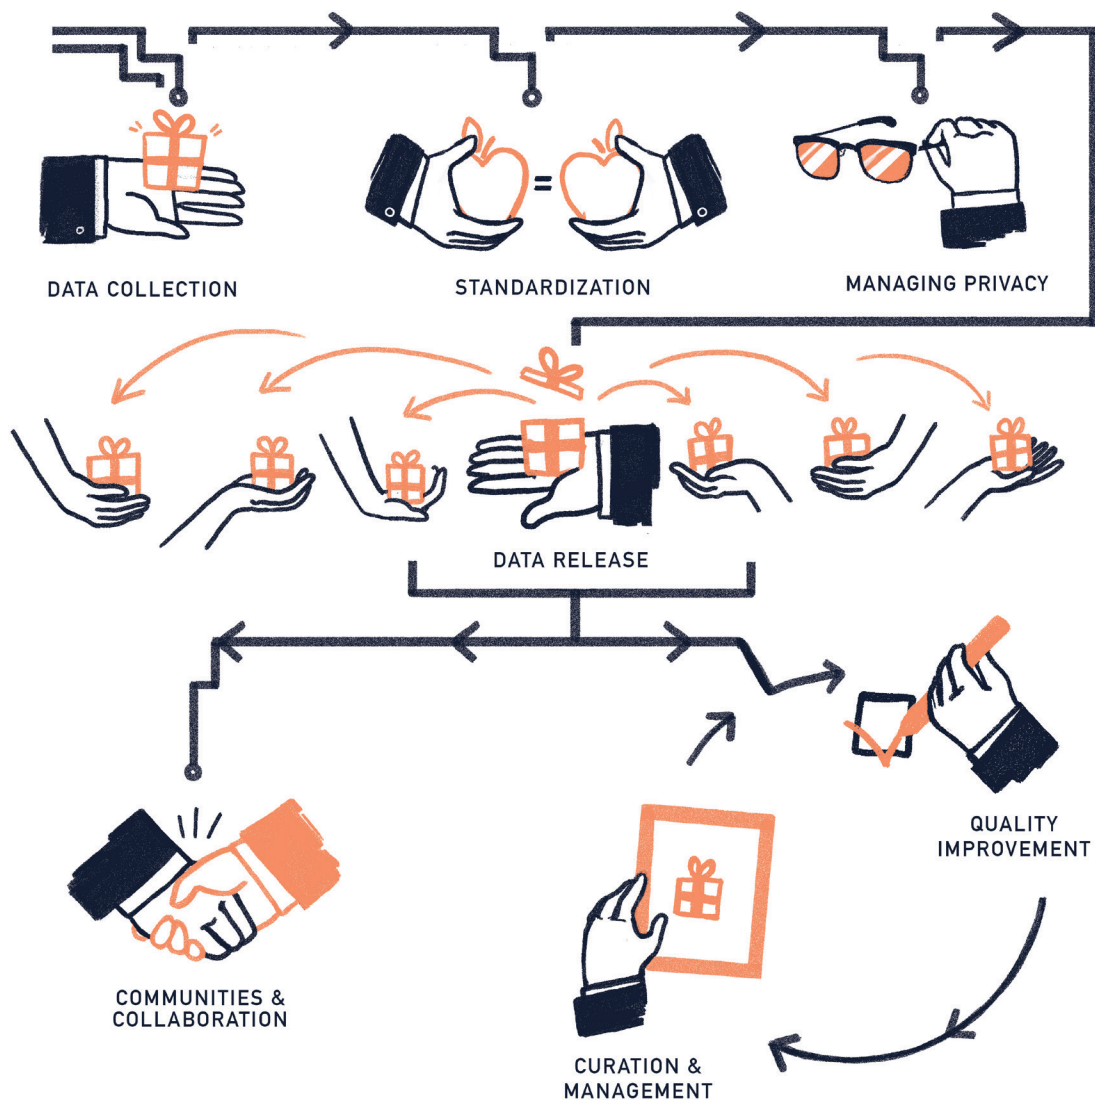 DATA COLLECTION
STANDARDIZATION
=
MANAGING PRIVACY
DATA RELEASE
QUALITY
IMPROVEMENT
COMMUNITIES &
COLLABORATION
CURATION &
MANAGEMENT